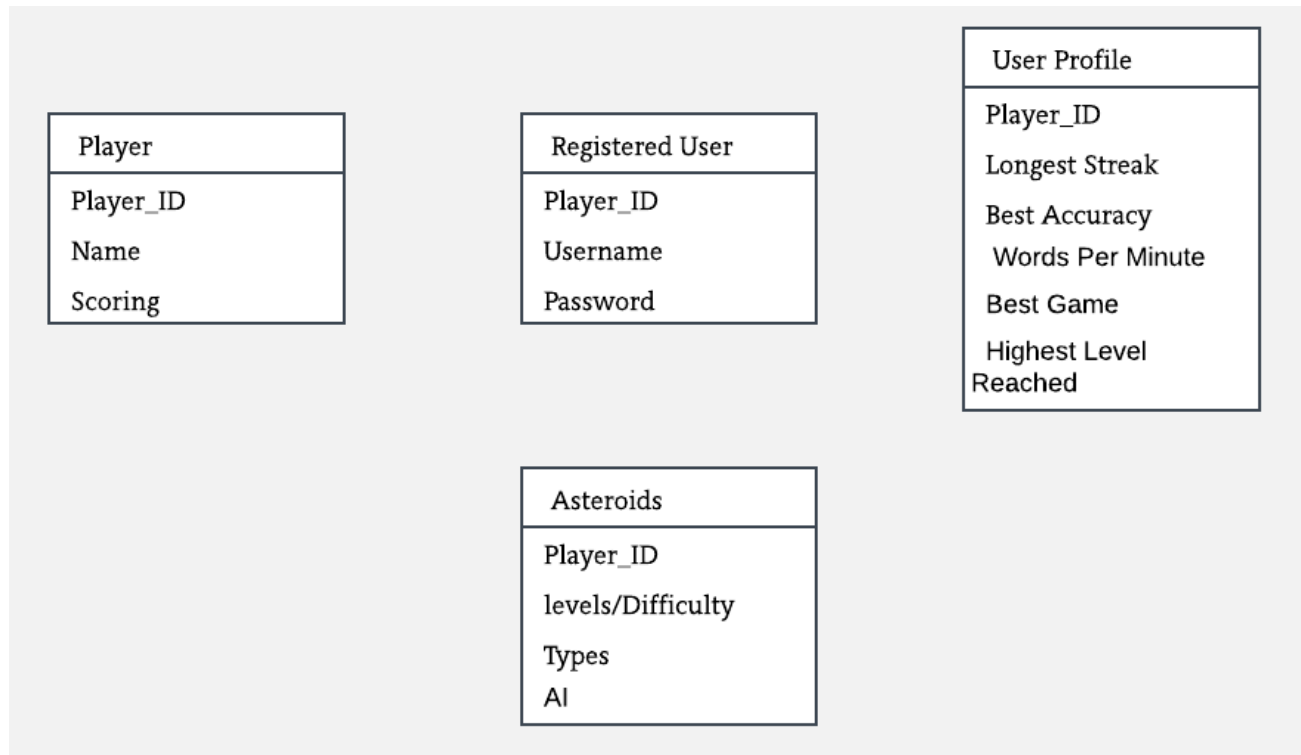 Player
Player_ID
Name
Scoring
Registered User
Player_ID
Username
Password
User Profile
Player_ID
Longest Streak
Best Accuracy
Words Per Minute
Best Game
Highest Level
Reached
Asteroids
Player_ID
levels/Difficulty
Types
AI